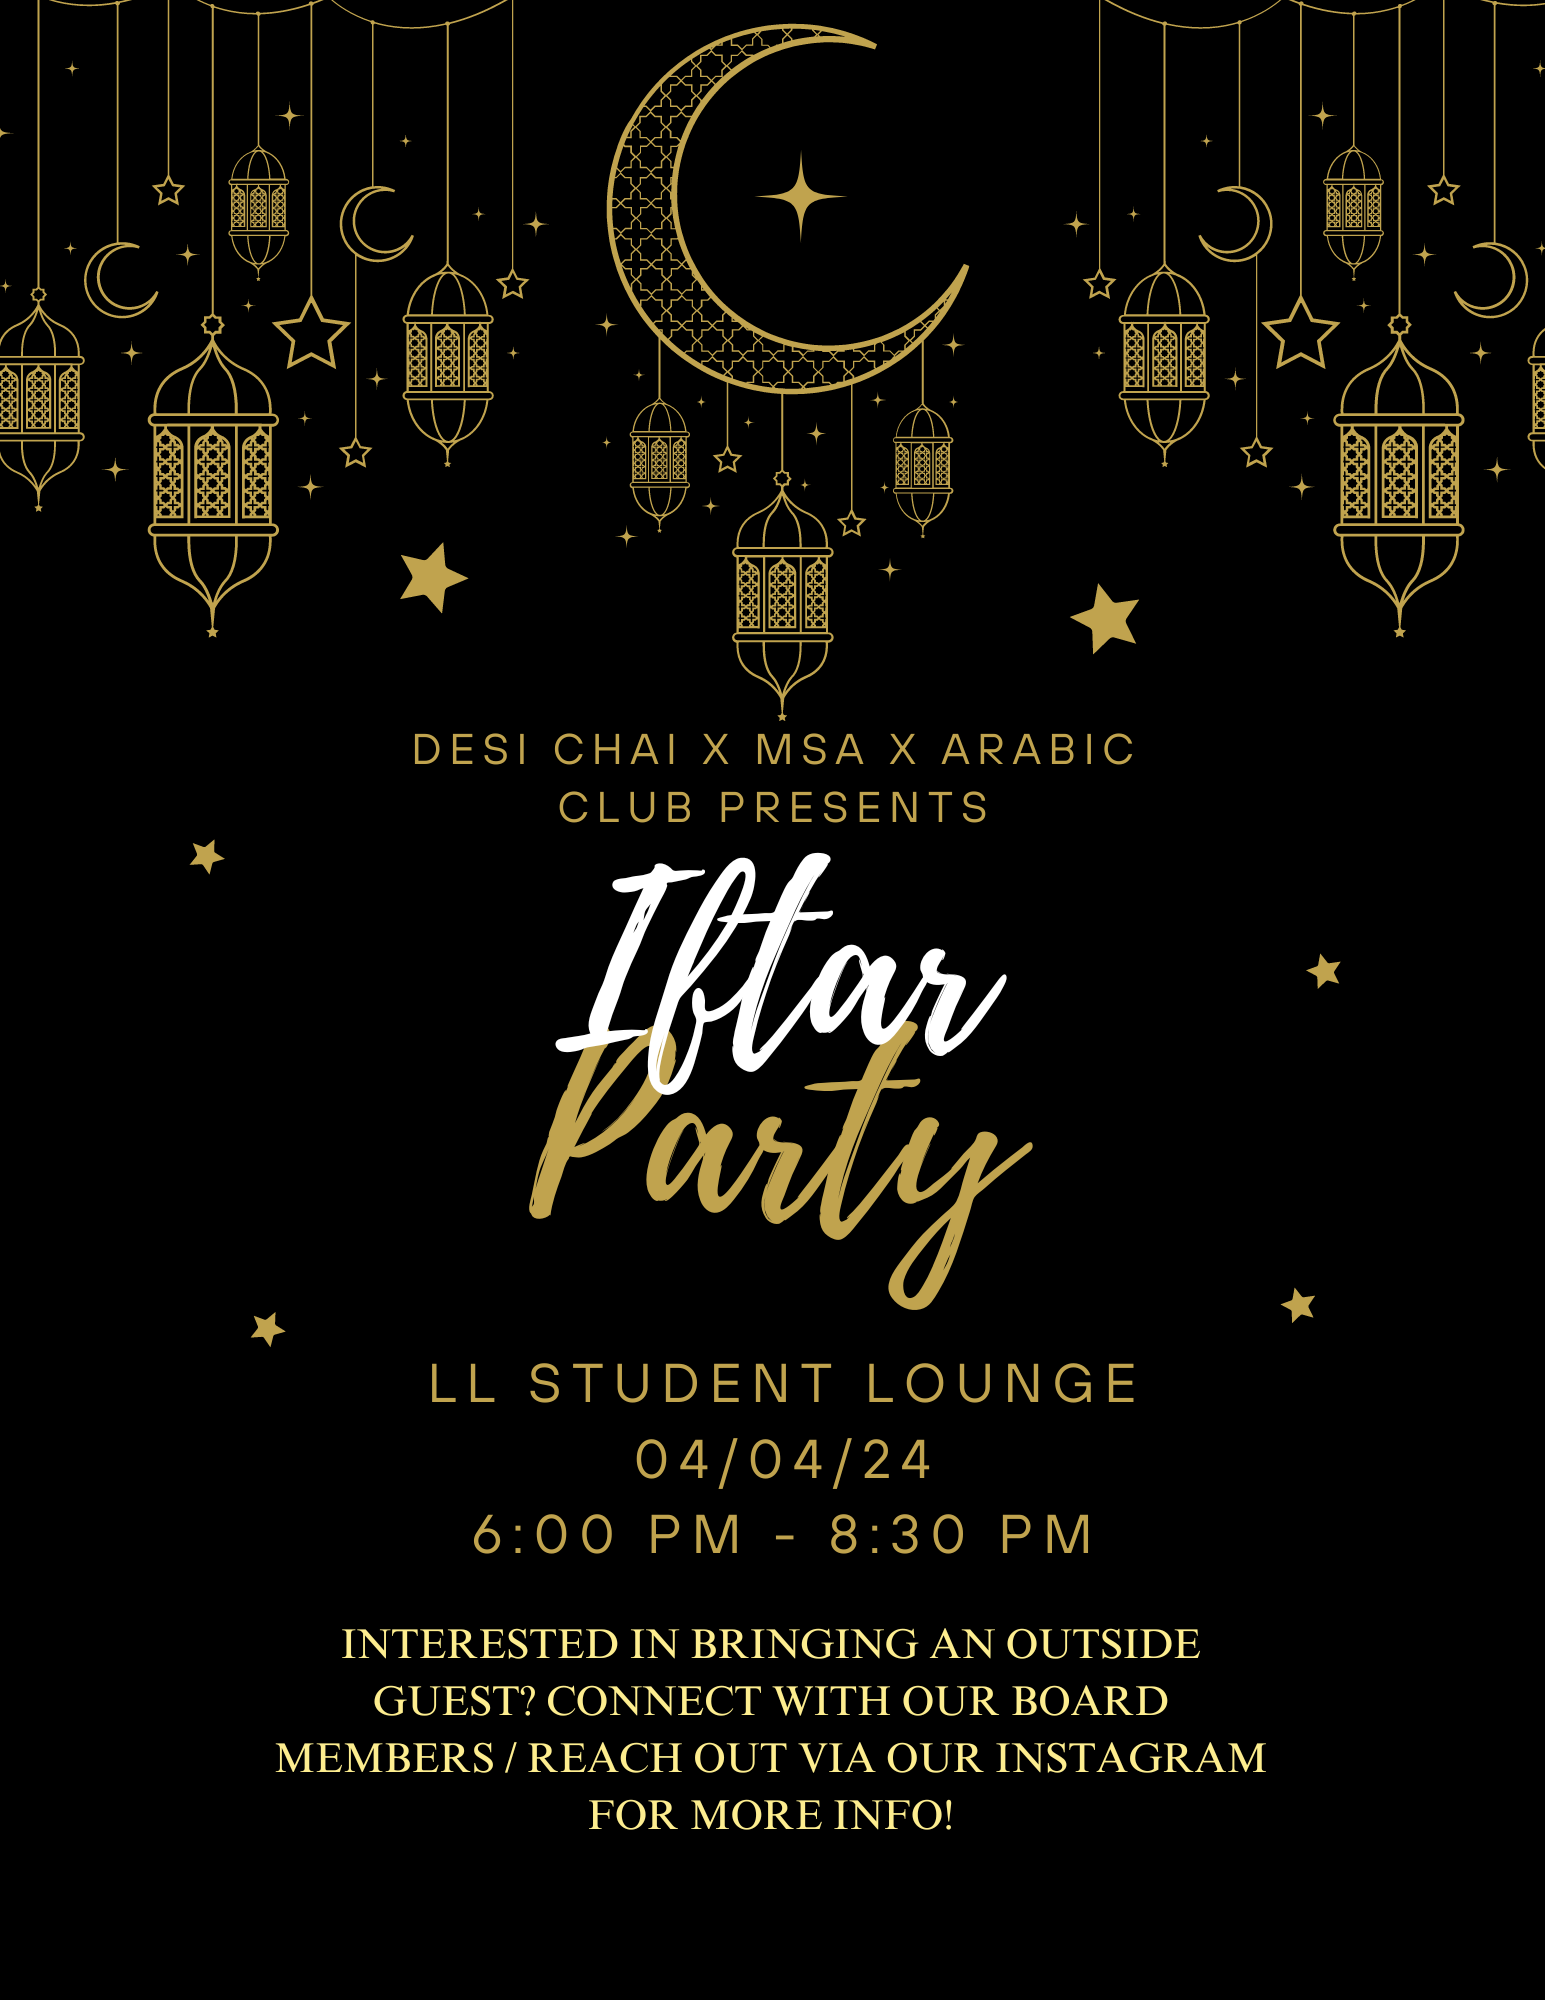 DESI CHAI X MSA X ARABIC
CLUB PRESENTS
Iftar
Party
LL STUDENT LOUNGE
04/04/24
6:00 PM - 8:30 PM
INTERESTED IN BRINGING AN OUTSIDE
GUEST? CONNECT WITH OUR BOARD
MEMBERS / REACH OUT VIA OUR INSTAGRAM
FOR MORE INFO!